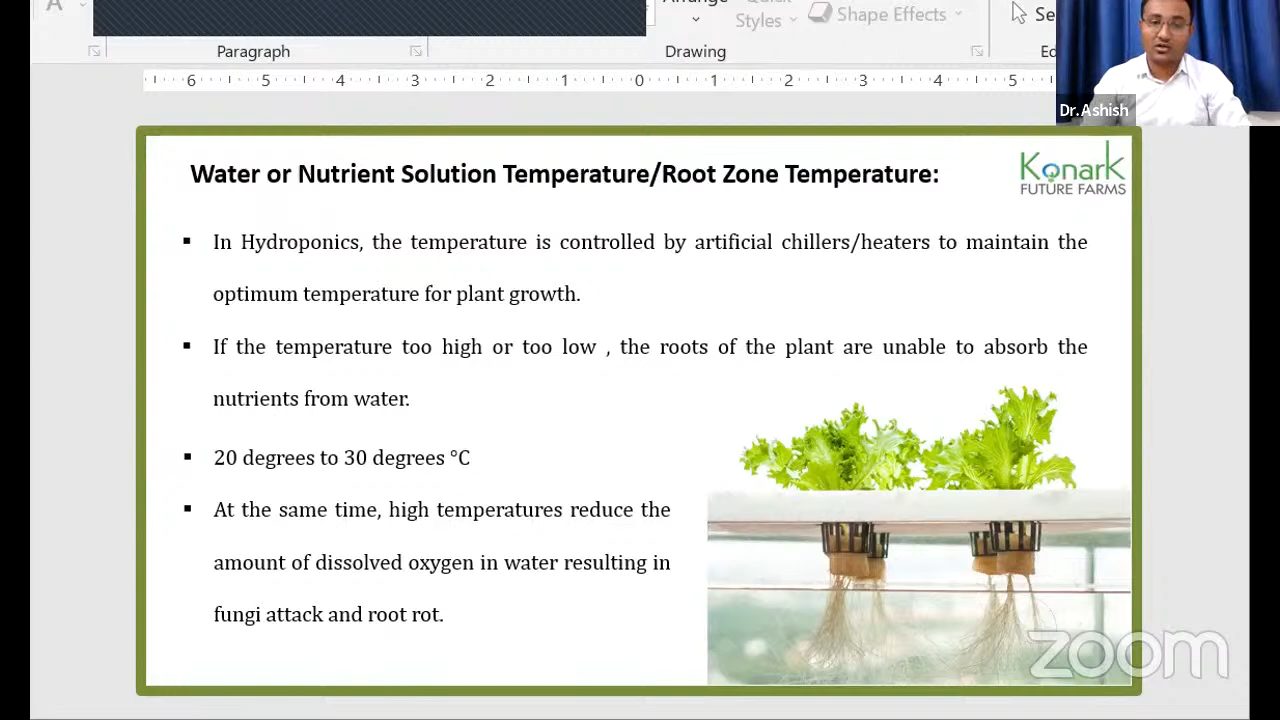 Quick
Styles
Shape Effects
Se
Paragraph
Drawing
6 5 4 3 2 1 0 1 2 3 4 5
Dr.Ashish
Water or Nutrient Solution Temperature/Root Zone Temperature:
Konark
FUTURE FARMS
▪ In Hydroponics, the temperature is controlled by artificial chillers/heaters to maintain the
optimum temperature for plant growth.
▪ If the temperature too high or too low , the roots of the plant are unable to absorb the
nutrients from water.
▪ 20 degrees to 30 degrees °C
▪ At the same time, high temperatures reduce the
amount of dissolved oxygen in water resulting in
fungi attack and root rot.
zoom